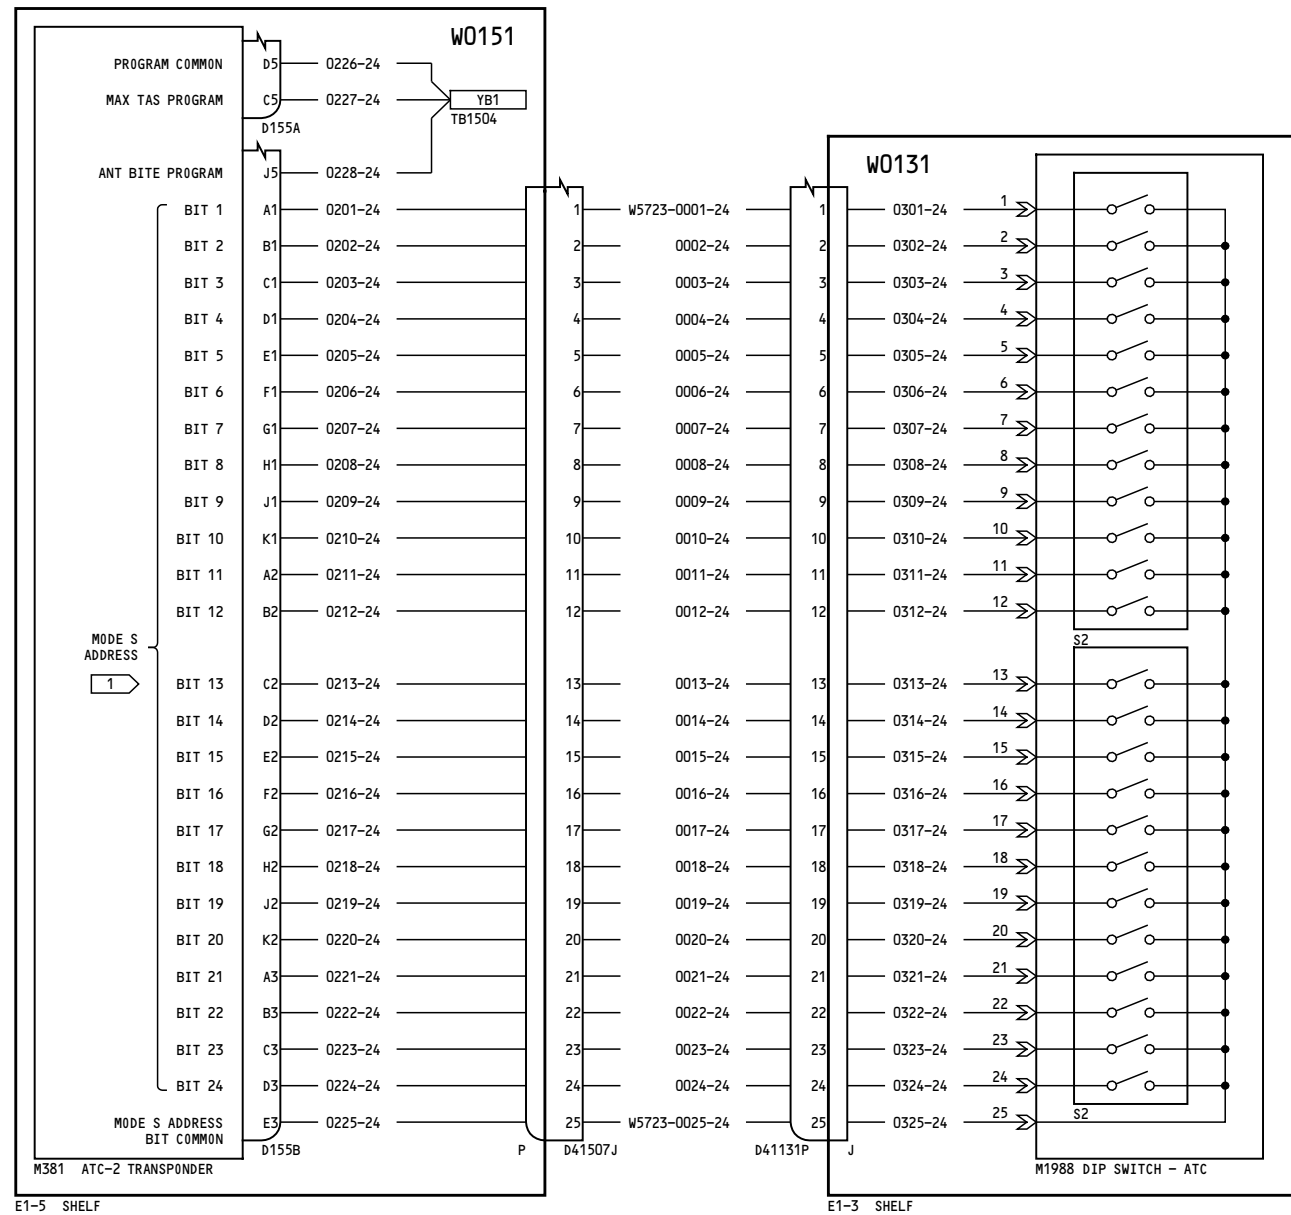 WO151
PROGRAM COMMON D5 0226-24
MAX TAS PROGRAM C5 0227-24 YB1
D155A TB1504
WO131
ANT BITE PROGRAM J5 0228-24
BIT 1 A1 0201-24 1 W5723-0001-24 1 0301-24 1
BIT 2 B1 0202-24 2 0002-24 2 0302-24 2
BIT 3 C1 0203-24 3 0003-24 3 0303-24 3
BIT 4 D1 0204-24 4 0004-24 4 0304-24 4
BIT 5 E1 0205-24 5 0005-24 5 0305-24 5
BIT 6 F1 0206-24 6 0006-24 6 0306-24 6
BIT 7 G1 0207-24 7 0007-24 7 0307-24 7
BIT 8 H1 0208-24 8 0008-24 8 0308-24 8
BIT 9 J1 0209-24 9 0009-24 9 0309-24 9
BIT 10 K1 0210-24 10 0010-24 10 0310-24 10
BIT 11 A2 0211-24 11 0011-24 11 0311-24 11
BIT 12 B2 0212-24 12 0012-24 12 0312-24 12
MODE S S2
ADDRESS
1 BIT 13 C2 0213-24 13 0013-24 13 0313-24 13
BIT 14 D2 0214-24 14 0014-24 14 0314-24 14
BIT 15 E2 0215-24 15 0015-24 15 0315-24 15
BIT 16 F2 0216-24 16 0016-24 16 0316-24 16
BIT 17 G2 0217-24 17 0017-24 17 0317-24 17
BIT 18 H2 0218-24 18 0018-24 18 0318-24 18
BIT 19 J2 0219-24 19 0019-24 19 0319-24 19
BIT 20 K2 0220-24 20 0020-24 20 0320-24 20
BIT 21 A3 0221-24 21 0021-24 21 0321-24 21
BIT 22 B3 0222-24 22 0022-24 22 0322-24 22
BIT 23 C3 0223-24 23 0023-24 23 0323-24 23
BIT 24 D3 0224-24 24 0024-24 24 0324-24 24
S2
MODE S ADDRESS E3 0225-24 25 W5723-0025-24 25 0325-24 25
BIT COMMON
D155B P D41507J D41131P J
M381 ATC-2 TRANSPONDER M1988 DIP SWITCH - ATC
E1-5 SHELF E1-3 SHELF